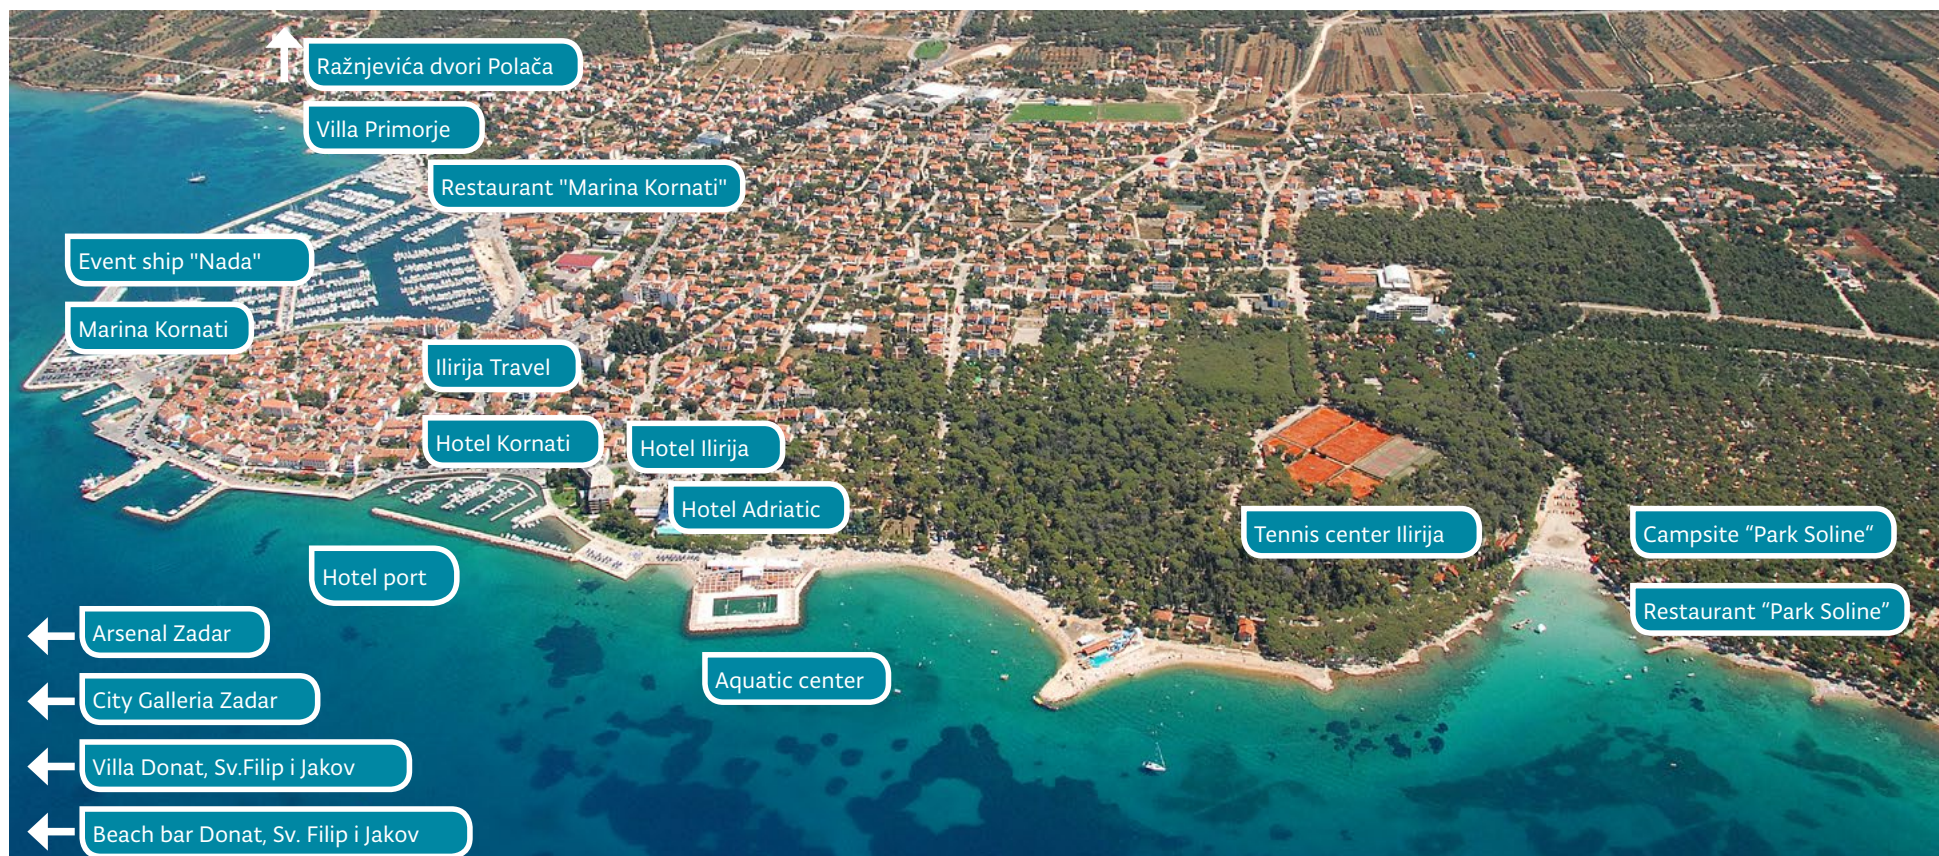 Ražnjevića dvori Polača
Villa Primorje
Restaurant "Marina Kornati"
Event ship "Nada"
Marina Kornati
Ilirija Travel
Hotel Kornati
Hotel Ilirija
Hotel Adriatic
Tennis center Ilirija
Campsite “Park Soline“
Hotel port
Restaurant “Park Soline”
Arsenal Zadar
Aquatic center
City Galleria Zadar
Villa Donat, Sv.Filip i Jakov
Beach bar Donat, Sv. Filip i Jakov